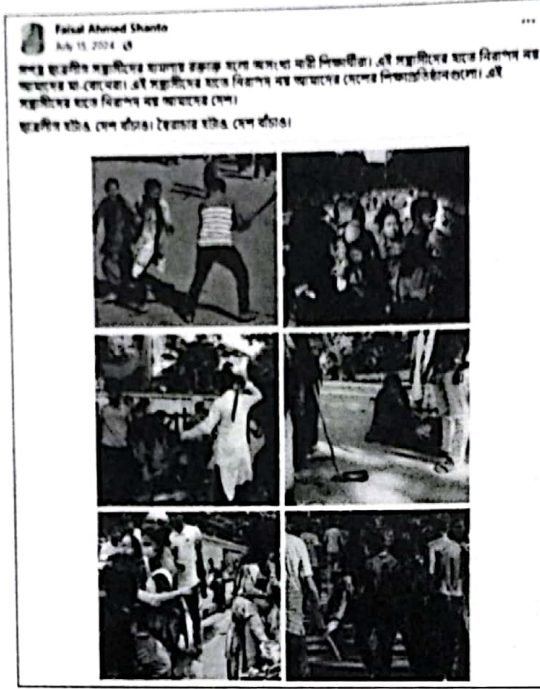 Faisal Ahmed Shanto
July 15, 2024
সশস্ত্র ছাত্রলীগ সন্ত্রাসীদের হামলায় রক্তাক্ত হলো অসংখ্য নারী শিক্ষার্থীরা। এই সন্ত্রাসীদের হাতে নিরাপদ নয়
আমাদের মা-বোনেরা। এই সন্ত্রাসীদের হাতে নিরাপদ নয় আমাদের দেশের শিক্ষাপ্রতিষ্ঠানগুলো। এই
সন্ত্রাসীদের হাতে নিরাপদ নয় আমাদের দেশ।
ছাত্রলীগ হটাও দেশ বাঁচাও। স্বৈরাচার হটাও দেশ বাঁচাও।